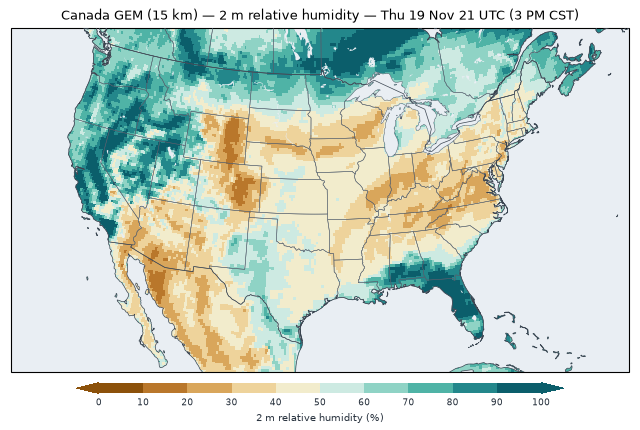 Canada GEM (15 km) — 2 m relative humidity — Thu 19 Nov 21 UTC (3 PM CST)
0 10 20 30 40 50 60 70 80 90 100
2 m relative humidity (%)